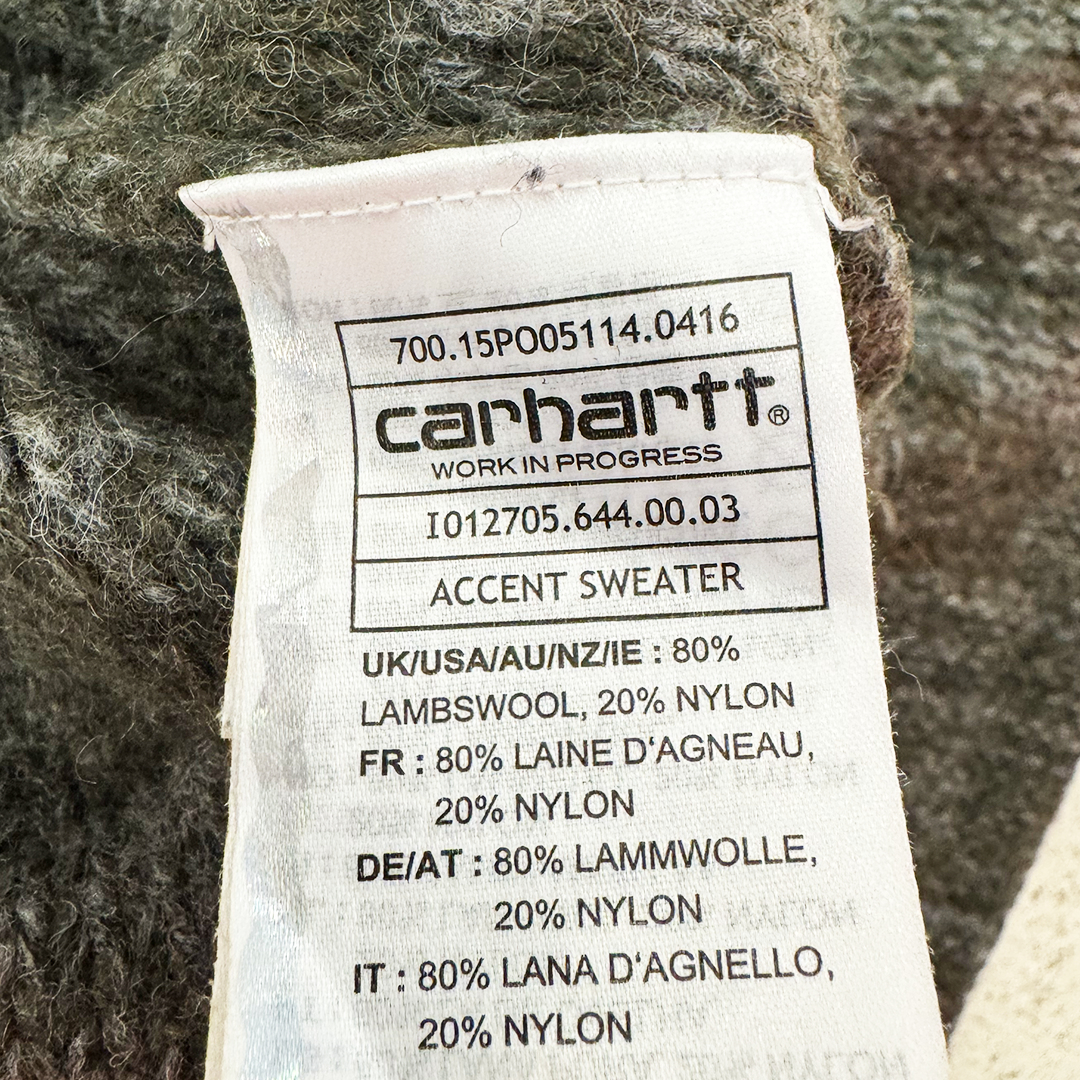 700.15PO05114.0416
carhartt®
WORK IN PROGRESS
I012705.644.00.03
ACCENT SWEATER
UK/USA/AU/NZ/IE : 80%
LAMBSWOOL, 20% NYLON
FR : 80% LAINE D‘AGNEAU,
20% NYLON
DE/AT : 80% LAMMWOLLE,
20% NYLON
IT : 80% LANA D‘AGNELLO,
20% NYLON